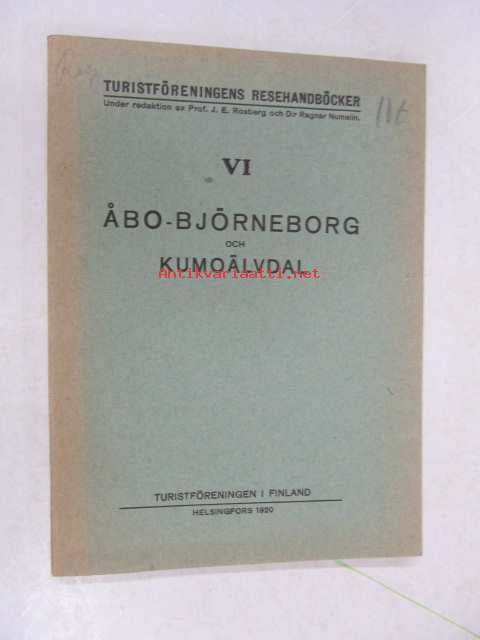 TURISTFÖRENINGENS RESEHANDBÖCKER
Under redaktion av Prof. J. E. Rosberg och D:r Ragnar Numelin.
VI
ÅBO-BJÖRNEBORG
OCH
KUMOÄLVDAL
Antikvariaatti.net
TURISTFÖRENINGEN I FINLAND
HELSINGFORS 1920